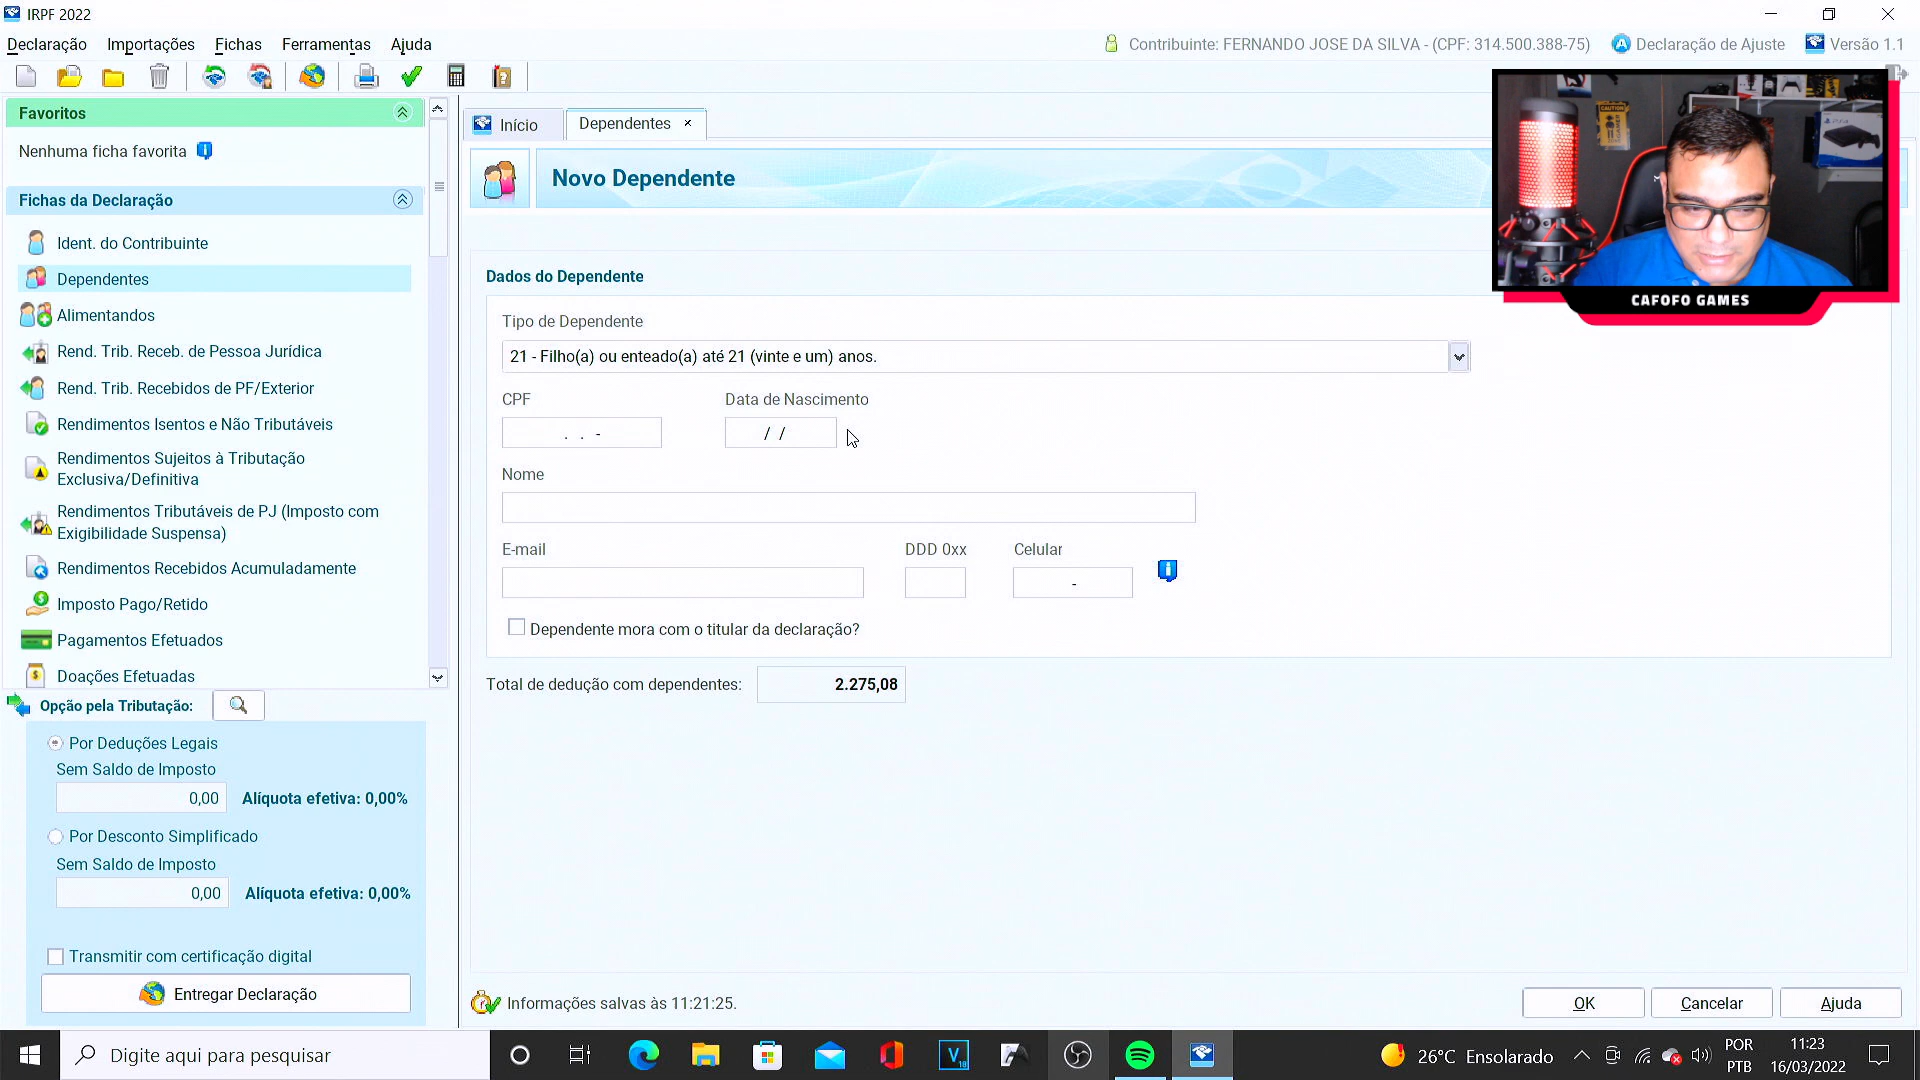 IRPF 2022
Declaração Importações Fichas Ferramentas Ajuda
Contribuinte: FERNANDO JOSE DA SILVA - (CPF: 314.500.388-75) Declaração de Ajuste Versão 1.1
Favoritos
Nenhuma ficha favorita
Fichas da Declaração
Ident. do Contribuinte
Dependentes
Alimentandos
Rend. Trib. Receb. de Pessoa Jurídica
Rend. Trib. Recebidos de PF/Exterior
Rendimentos Isentos e Não Tributáveis
Rendimentos Sujeitos à Tributação
Exclusiva/Definitiva
Rendimentos Tributáveis de PJ (Imposto com
Exigibilidade Suspensa)
Rendimentos Recebidos Acumuladamente
Imposto Pago/Retido
Pagamentos Efetuados
Doações Efetuadas
Opção pela Tributação:
Por Deduções Legais
Sem Saldo de Imposto
0,00 Alíquota efetiva: 0,00%
Por Desconto Simplificado
Sem Saldo de Imposto
0,00 Alíquota efetiva: 0,00%
Transmitir com certificação digital
Entregar Declaração
Início Dependentes ×
Novo Dependente
CAFOFO GAMES
Dados do Dependente
Tipo de Dependente
21 - Filho(a) ou enteado(a) até 21 (vinte e um) anos.
CPF Data de Nascimento
. . - / /
Nome
E-mail DDD 0xx Celular
-
Dependente mora com o titular da declaração?
Total de dedução com dependentes: 2.275,08
Informações salvas às 11:21:25.
OK Cancelar Ajuda
Digite aqui para pesquisar
26°C Ensolarado
POR
PTB
11:23
16/03/2022